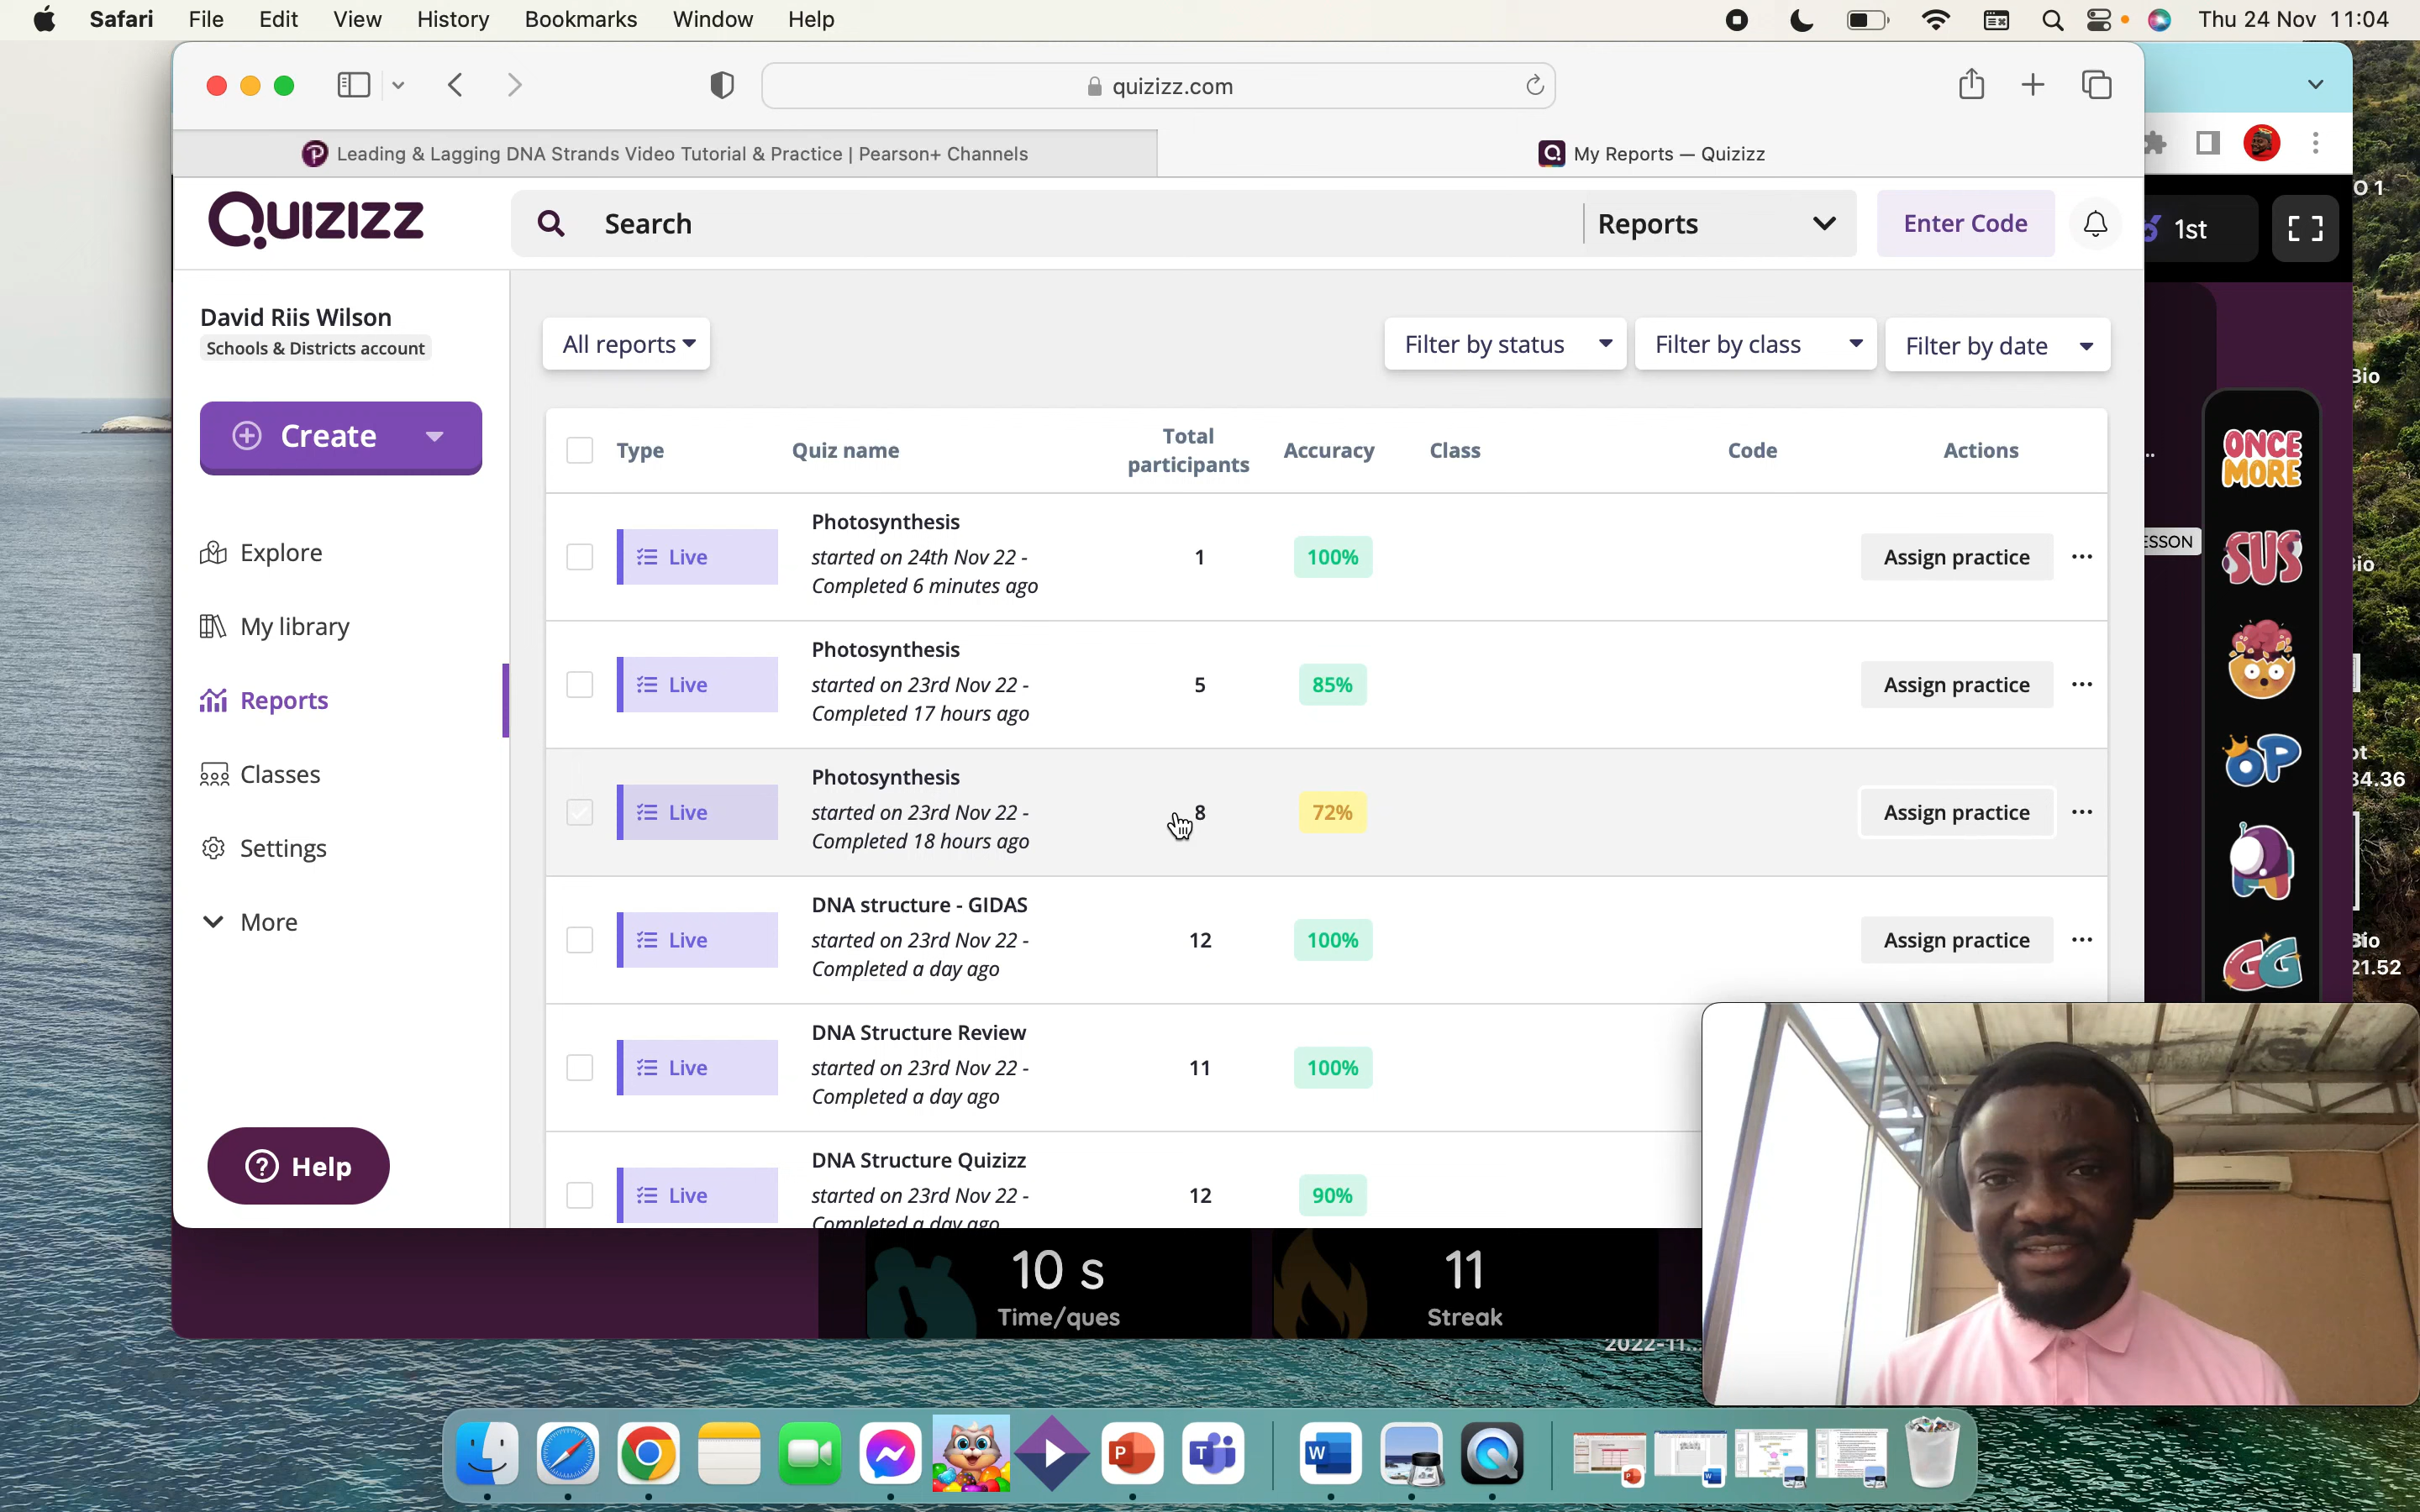 Safari File Edit View History Bookmarks Window Help Thu 24 Nov 11:04
quizizz.com
Leading & Lagging DNA Strands Video Tutorial & Practice | Pearson+ Channels
My Reports — Quizizz
Quizizz
Search
Reports
Enter Code
1st
David Riis Wilson
Schools & Districts account
Create
Explore
My library
Reports
Classes
Settings
More
Help
All reports
Filter by status
Filter by class
Filter by date
Type Quiz name Total participants Accuracy Class Code Actions
Live
Photosynthesis
started on 24th Nov 22 -
Completed 6 minutes ago
1
100%
Assign practice
Live
Photosynthesis
started on 23rd Nov 22 -
Completed 17 hours ago
5
85%
Assign practice
Live
Photosynthesis
started on 23rd Nov 22 -
Completed 18 hours ago
8
72%
Assign practice
Live
DNA structure - GIDAS
started on 23rd Nov 22 -
Completed a day ago
12
100%
Assign practice
Live
DNA Structure Review
started on 23rd Nov 22 -
Completed a day ago
11
100%
Live
DNA Structure Quizizz
started on 23rd Nov 22 -
Completed a day ago
12
90%
ONCE
MORE
SUS
OP
GG
10 s
Time/ques
11
Streak
2022-11...